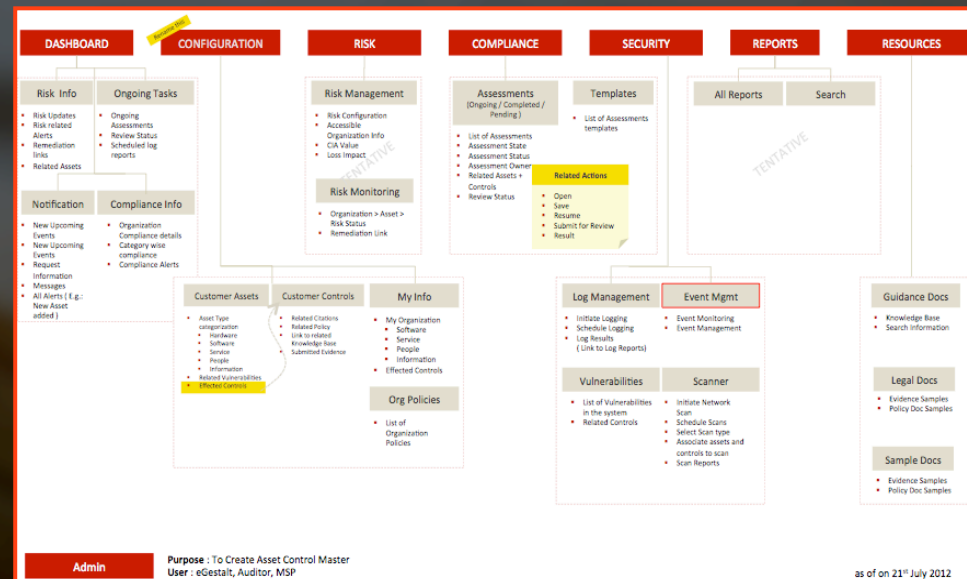 Rename this
DASHBOARD
CONFIGURATION
RISK
COMPLIANCE
SECURITY
REPORTS
RESOURCES
Risk Info
Risk Updates
Risk related
Alerts
Remediation
links
Related Assets
Ongoing Tasks
Ongoing
Assessments
Review Status
Scheduled log
reports
Notification
New Upcoming
Events
New Upcoming
Events
Request
Information
Messages
All Alerts ( E.g.:
New Asset
added )
Compliance Info
Organization
Compliance details
Category wise
compliance
Compliance Alerts
Customer Assets
Asset Type
categorization
Hardware
Software
Service
People
Information
Related Vulnerabilities
Effected Controls
Customer Controls
Related Citations
Related Policy
Link to related
Knowledge Base
Submitted Evidence
My Info
My Organization
Software
Service
People
Information
Effected Controls
Org Policies
List of
Organization
Policies
Risk Management
Risk Configuration
Accessible
Organization Info
CIA Value
Loss Impact
TENTATIVE
Risk Monitoring
Organization > Asset >
Risk Status
Remediation Link
Assessments
(Ongoing / Completed /
Pending )
List of Assessments
Assessment State
Assessment Status
Assessment Owner
Related Assets +
Controls
Review Status
Templates
List of Assessments
templates
Related Actions
Open
Save
Resume
Submit for Review
Result
Log Management
Initiate Logging
Schedule Logging
Log Results
( Link to Log Reports)
Event Mgmt
Event Monitoring
Event Management
Vulnerabilities
List of Vulnerabilities
in the system
Related Controls
Scanner
Initiate Network
Scan
Schedule Scans
Select Scan type
Associate assets and
controls to scan
Scan Reports
All Reports
Search
TENTATIVE
Guidance Docs
Knowledge Base
Search Information
Legal Docs
Evidence Samples
Policy Doc Samples
Sample Docs
Evidence Samples
Policy Doc Samples
Admin
Purpose : To Create Asset Control Master
User : eGestalt, Auditor, MSP
as of on 21st July 2012